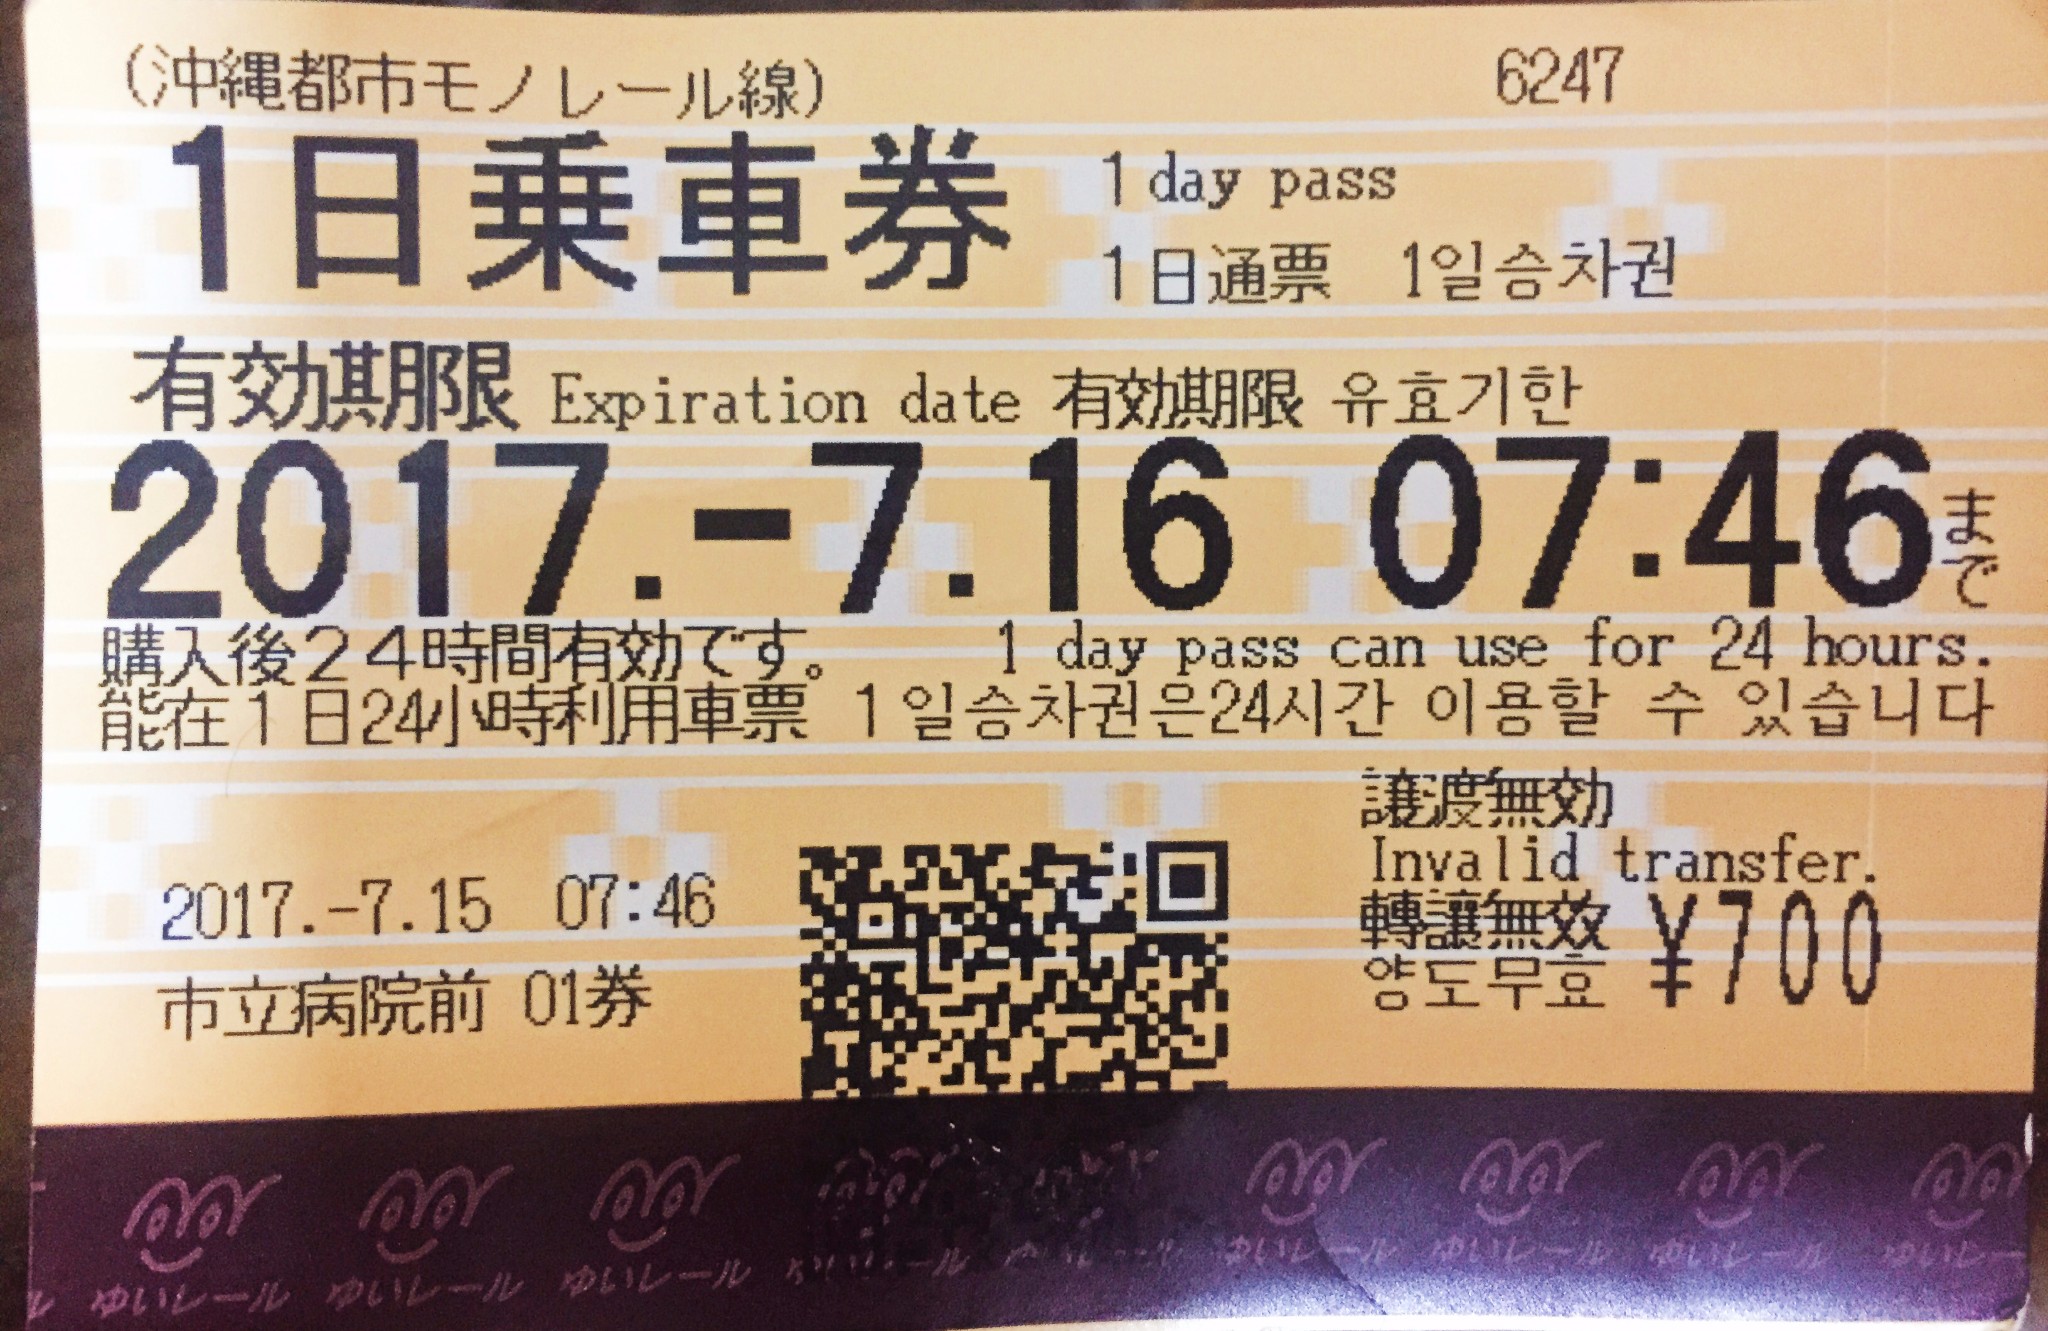 (沖縄都市モノレール線) 6247
1日乗車券 1 day pass
1日通票 1일승차권
有効期限 Expiration date 有効期限 유효기한
2017.-7.16 07:46まで
購入後24時間有効です。 1 day pass can use for 24 hours.
能在1日24小時利用車票 1일승차권은24시간 이용할 수 있습니다
譲渡無効
Invalid transfer.
轉讓無效 ¥700
양도무효
2017.-7.15 07:46
市立病院前 01券
ゆいレール ゆいレール ゆいレール ゆいレール ゆいレール ゆいレール ゆいレール ゆいレール